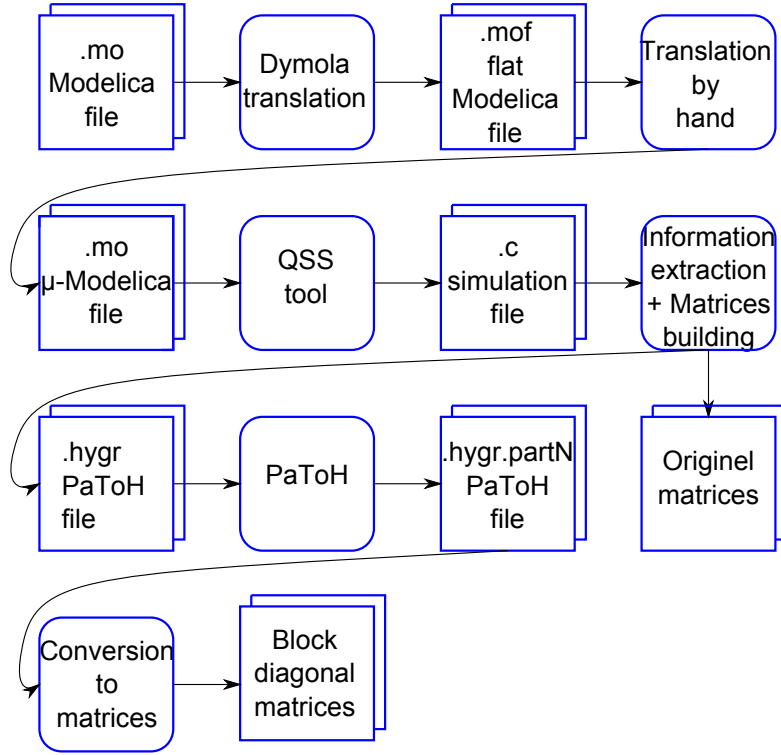 .mo
Modelica
file
Dymola
translation
.mof
flat
Modelica
file
Translation
by
hand
.mo
µ-Modelica
file
QSS
tool
.c
simulation
file
Information
extraction
+ Matrices
building
.hygr
PaToH
file
PaToH
.hygr.partN
PaToH
file
Originel
matrices
Conversion
to
matrices
Block
diagonal
matrices